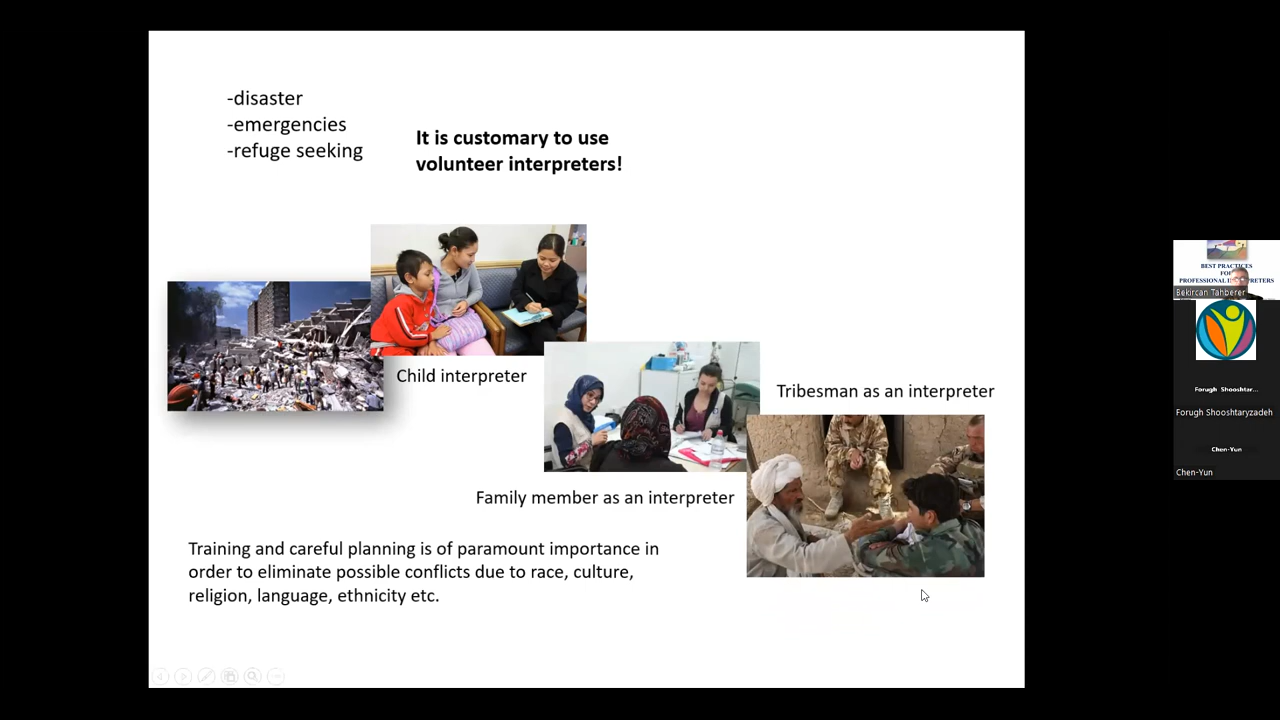 -disaster
-emergencies
-refuge seeking
It is customary to use
volunteer interpreters!
Child interpreter
Tribesman as an interpreter
Family member as an interpreter
Training and careful planning is of paramount importance in
order to eliminate possible conflicts due to race, culture,
religion, language, ethnicity etc.
BEST PRACTICES
FOR
PROFESSIONAL
Bekircan Tahberer
Forugh Shooshtar...
Forugh Shooshtaryzadeh
Chen-Yun
Chen-Yun